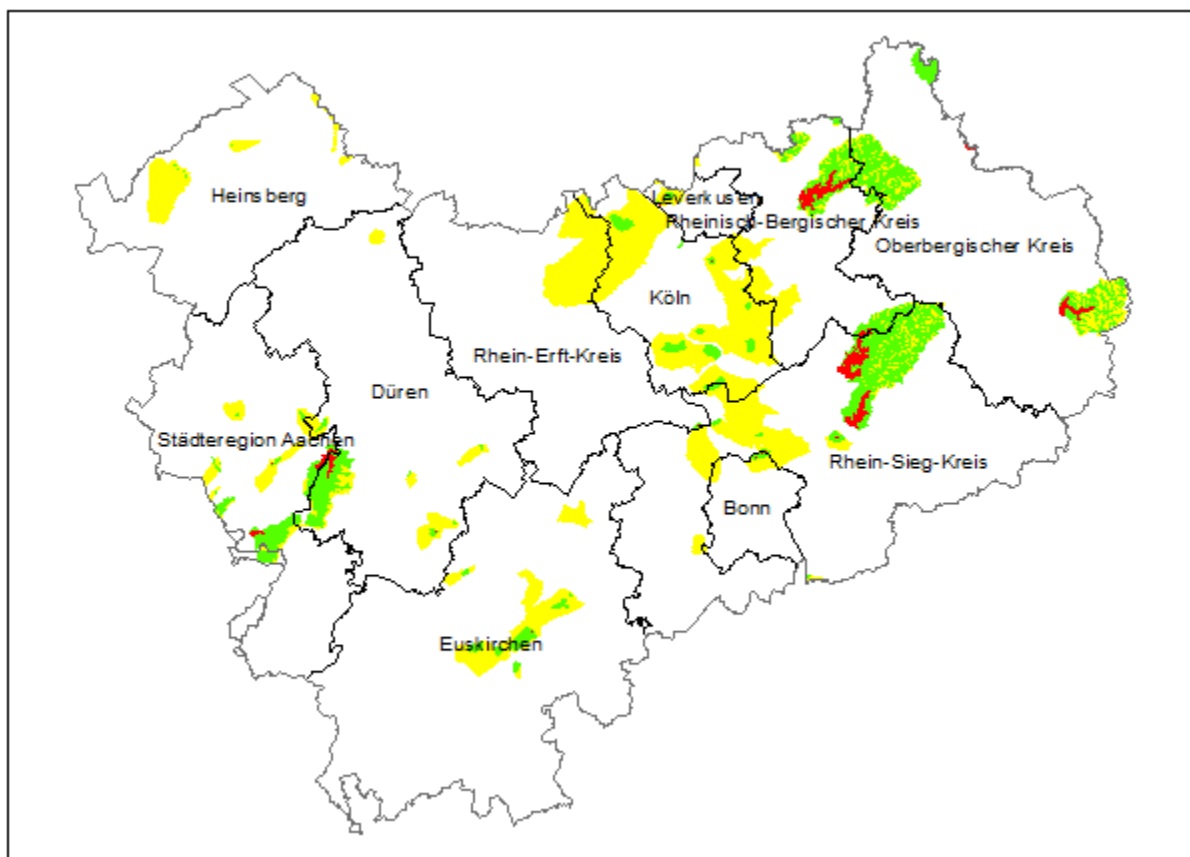 Heinsberg
Leverkusen
Rheinisch-Bergischer Kreis
Oberbergischer Kreis
Köln
Rhein-Erft-Kreis
Düren
Städteregion Aachen
Rhein-Sieg-Kreis
Bonn
Euskirchen